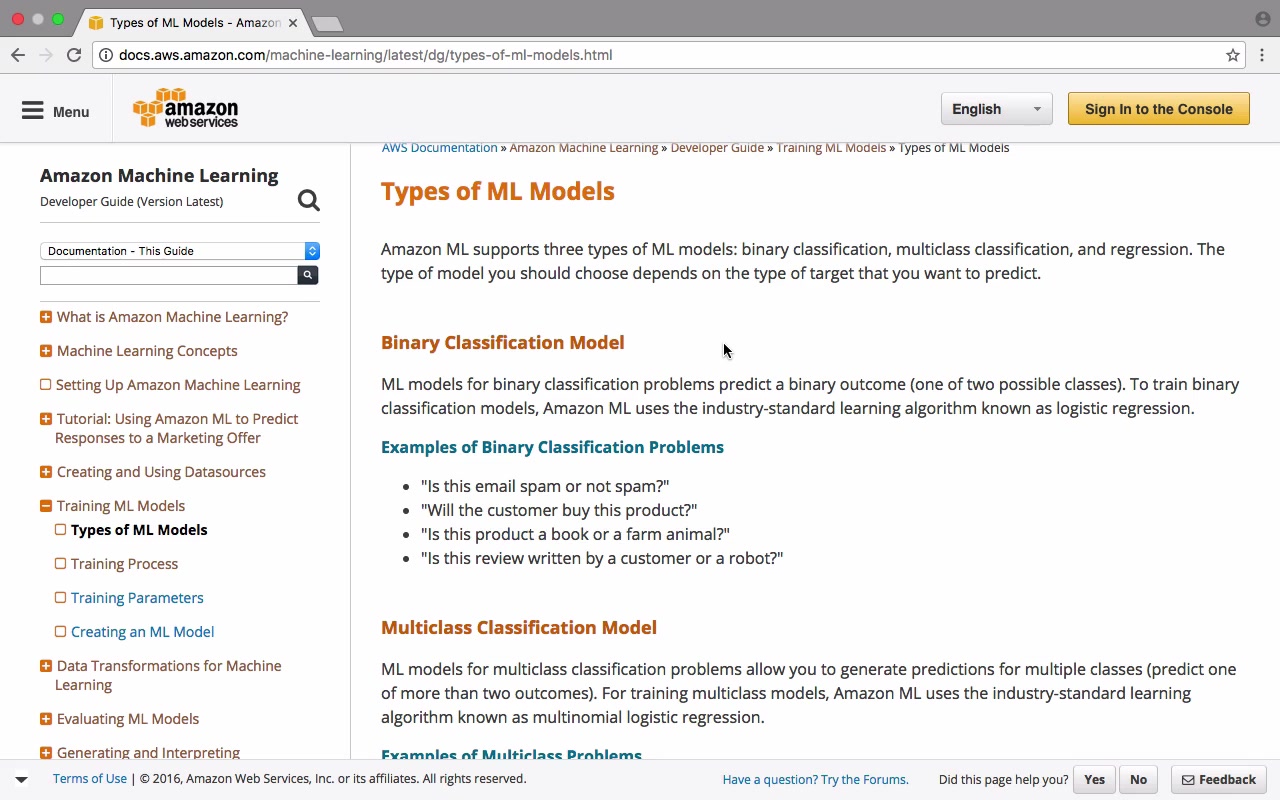 Types of ML Models - Amazon
docs.aws.amazon.com/machine-learning/latest/dg/types-of-ml-models.html
Menu
amazon
web services
English
Sign In to the Console
Amazon Machine Learning
Developer Guide (Version Latest)
Documentation - This Guide
What is Amazon Machine Learning?
Machine Learning Concepts
Setting Up Amazon Machine Learning
Tutorial: Using Amazon ML to Predict
Responses to a Marketing Offer
Creating and Using Datasources
Training ML Models
Types of ML Models
Training Process
Training Parameters
Creating an ML Model
Data Transformations for Machine
Learning
Evaluating ML Models
Generating and Interpreting
AWS Documentation » Amazon Machine Learning » Developer Guide » Training ML Models » Types of ML Models
Types of ML Models
Amazon ML supports three types of ML models: binary classification, multiclass classification, and regression. The
type of model you should choose depends on the type of target that you want to predict.
Binary Classification Model
ML models for binary classification problems predict a binary outcome (one of two possible classes). To train binary
classification models, Amazon ML uses the industry-standard learning algorithm known as logistic regression.
Examples of Binary Classification Problems
• "Is this email spam or not spam?"
• "Will the customer buy this product?"
• "Is this product a book or a farm animal?"
• "Is this review written by a customer or a robot?"
Multiclass Classification Model
ML models for multiclass classification problems allow you to generate predictions for multiple classes (predict one
of more than two outcomes). For training multiclass models, Amazon ML uses the industry-standard learning
algorithm known as multinomial logistic regression.
Examples of Multiclass Problems
Terms of Use | © 2016, Amazon Web Services, Inc. or its affiliates. All rights reserved.
Have a question? Try the Forums.
Did this page help you?
Yes
No
Feedback